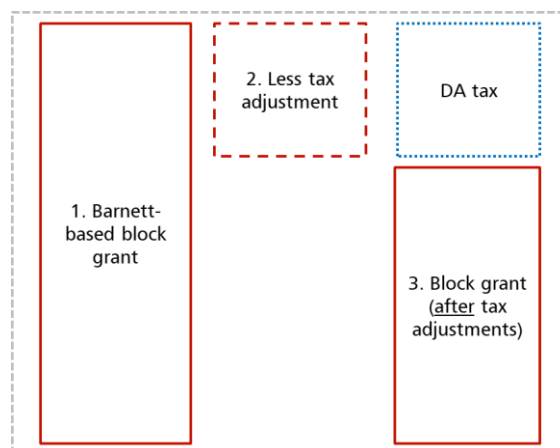 1. Barnett-
based block
grant
2. Less tax
adjustment
DA tax
3. Block grant
(after tax
adjustments)